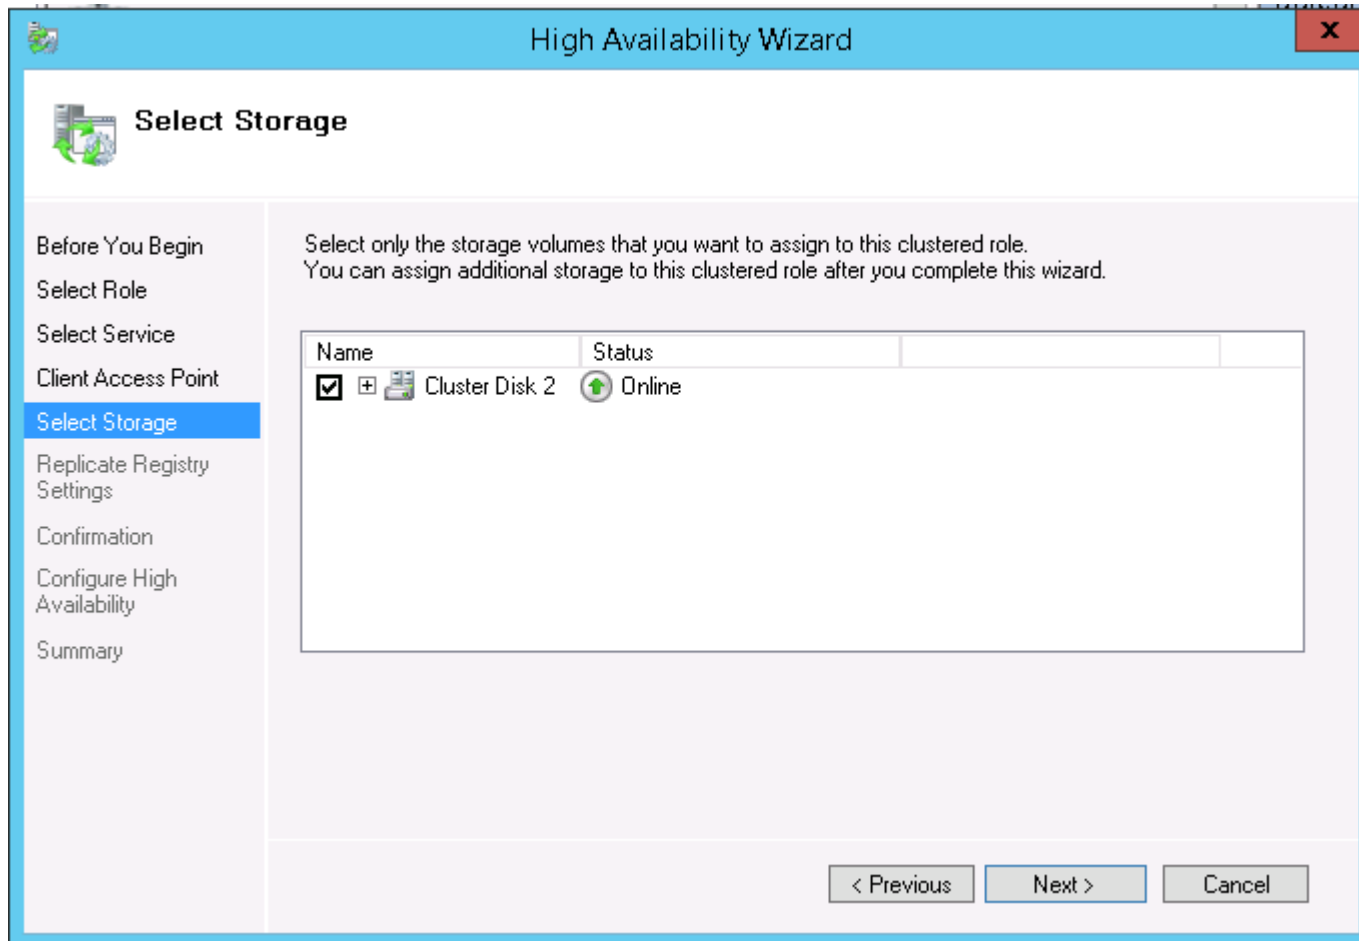 High Availability Wizard
x
Select Storage
Before You Begin
Select Role
Select Service
Client Access Point
Select Storage
Replicate Registry
Settings
Confirmation
Configure High
Availability
Summary
Select only the storage volumes that you want to assign to this clustered role.
You can assign additional storage to this clustered role after you complete this wizard.
Name Status
Cluster Disk 2 Online
< Previous Next > Cancel